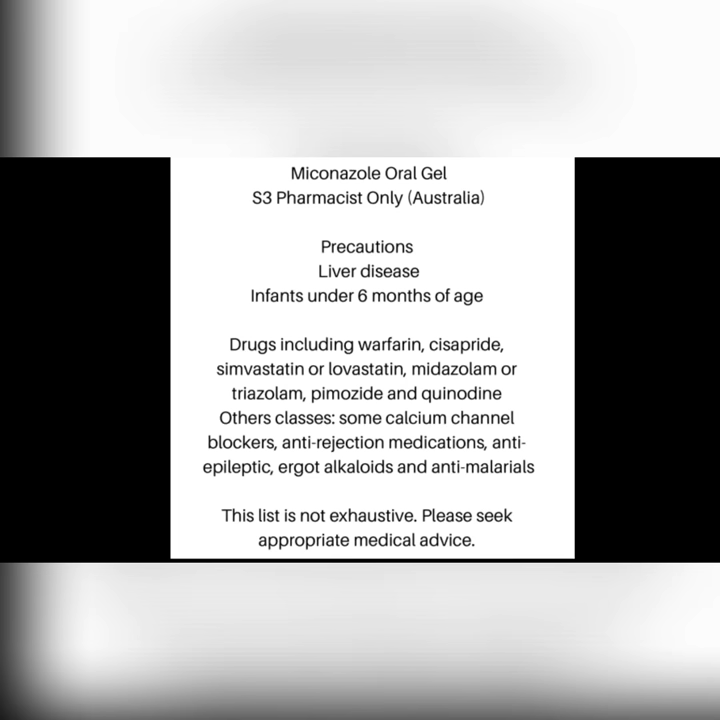 Miconazole Oral Gel
S3 Pharmacist Only (Australia)
Precautions
Liver disease
Infants under 6 months of age
Drugs including warfarin, cisapride,
simvastatin or lovastatin, midazolam or
triazolam, pimozide and quinodine
Others classes: some calcium channel
blockers, anti-rejection medications, anti-
epileptic, ergot alkaloids and anti-malarials
This list is not exhaustive. Please seek
appropriate medical advice.